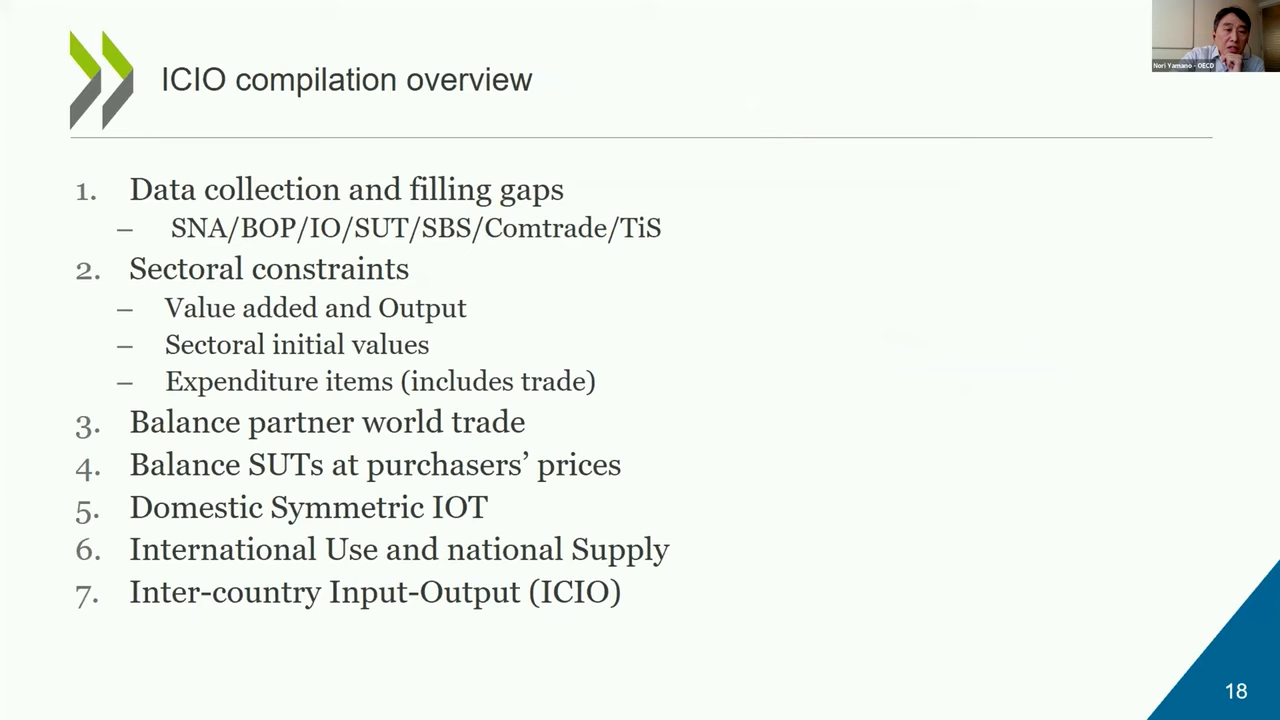 Nori Yamano - OECD
ICIO compilation overview
1. Data collection and filling gaps
– SNA/BOP/IO/SUT/SBS/Comtrade/TiS
2. Sectoral constraints
– Value added and Output
– Sectoral initial values
– Expenditure items (includes trade)
3. Balance partner world trade
4. Balance SUTs at purchasers’ prices
5. Domestic Symmetric IOT
6. International Use and national Supply
7. Inter-country Input-Output (ICIO)
18